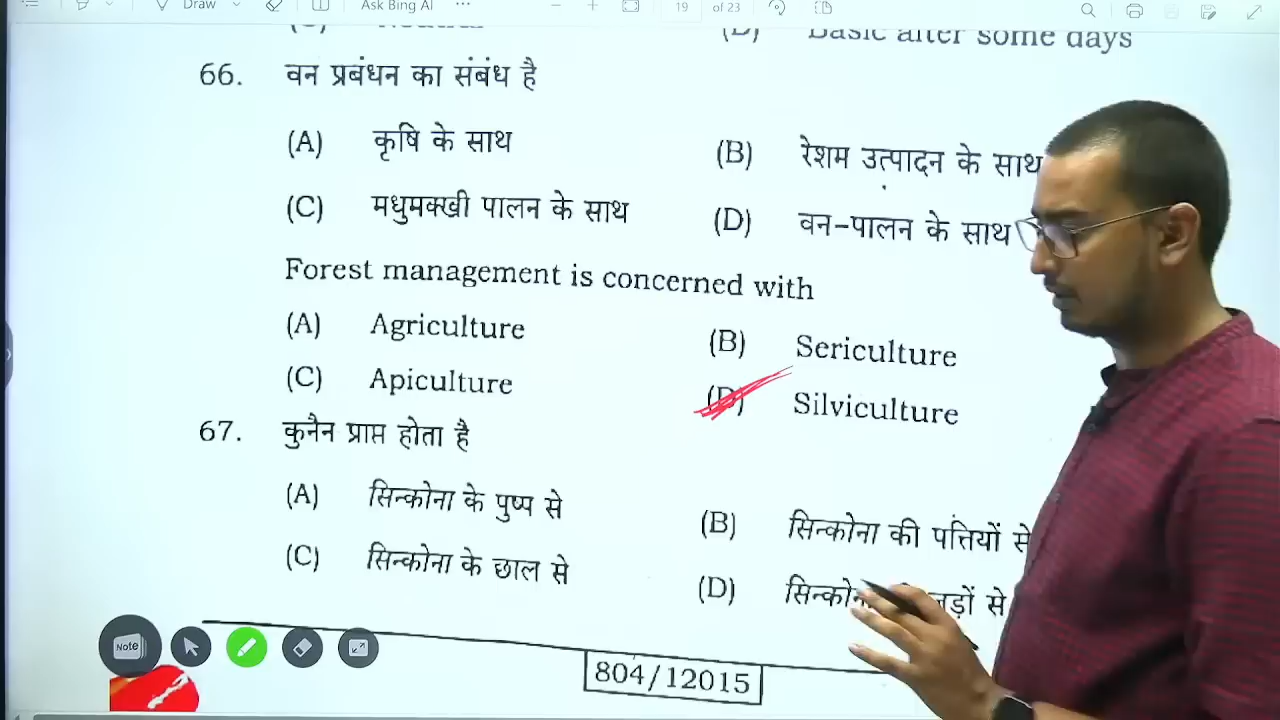 Draw
Ask Bing AI
19 of 23
(D) Basic after some days
66. वन प्रबंधन का संबंध है
(A) कृषि के साथ (B) रेशम उत्पादन के साथ
(C) मधुमक्खी पालन के साथ (D) वन-पालन के साथ
Forest management is concerned with
(A) Agriculture (B) Sericulture
(C) Apiculture (D) Silviculture
67. कुनैन प्राप्त होता है
(A) सिन्कोना के पुष्प से (B) सिन्कोना की पत्तियों से
(C) सिन्कोना के छाल से (D) से
Note
804/12015